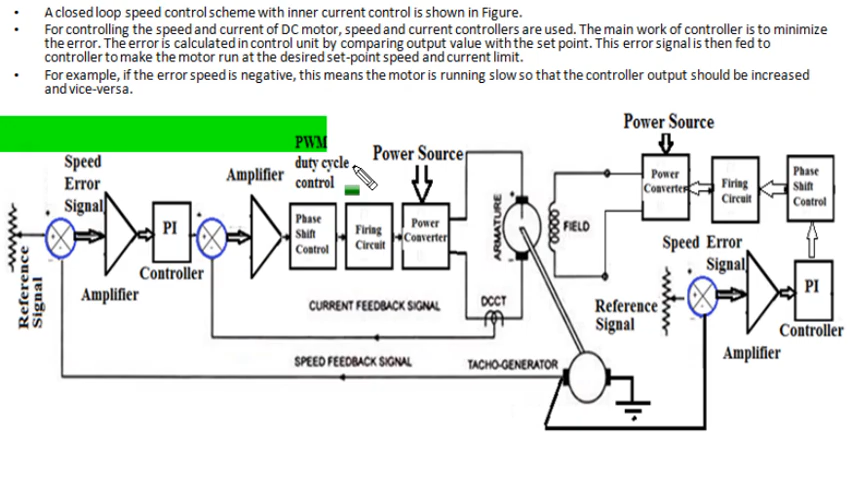 • A closed loop speed control scheme with inner current control is shown in Figure.
• For controlling the speed and current of DC motor, speed and current controllers are used. The main work of controller is to minimize
the error. The error is calculated in control unit by comparing output value with the set point. This error signal is then fed to
controller to make the motor run at the desired set-point speed and current limit.
• For example, if the error speed is negative, this means the motor is running slow so that the controller output should be increased
and vice-versa.
Power Source
PWM
duty cycle
control
Power Source
Speed
Error
Signal
Amplifier
Phase
Shift
Control
Firing
Circuit
Power
Converter
ARMATURE
FIELD
Power
Converter
Firing
Circuit
Phase
Shift
Control
PI
Controller
Amplifier
Reference
Signal
CURRENT FEEDBACK SIGNAL
DCCT
Speed Error
Signal
Reference
Signal
PI
Controller
Amplifier
SPEED FEEDBACK SIGNAL
TACHO-GENERATOR